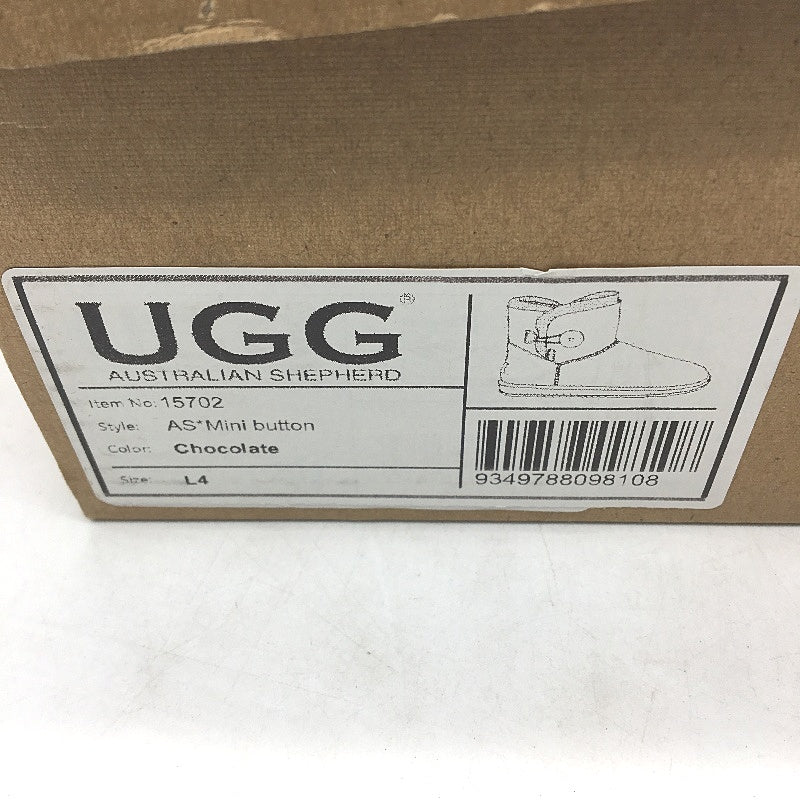 UGG®
AUSTRALIAN SHEPHERD
Item No: 15702
Style: AS*Mini button
Color: Chocolate
Size: L4
9349788098108